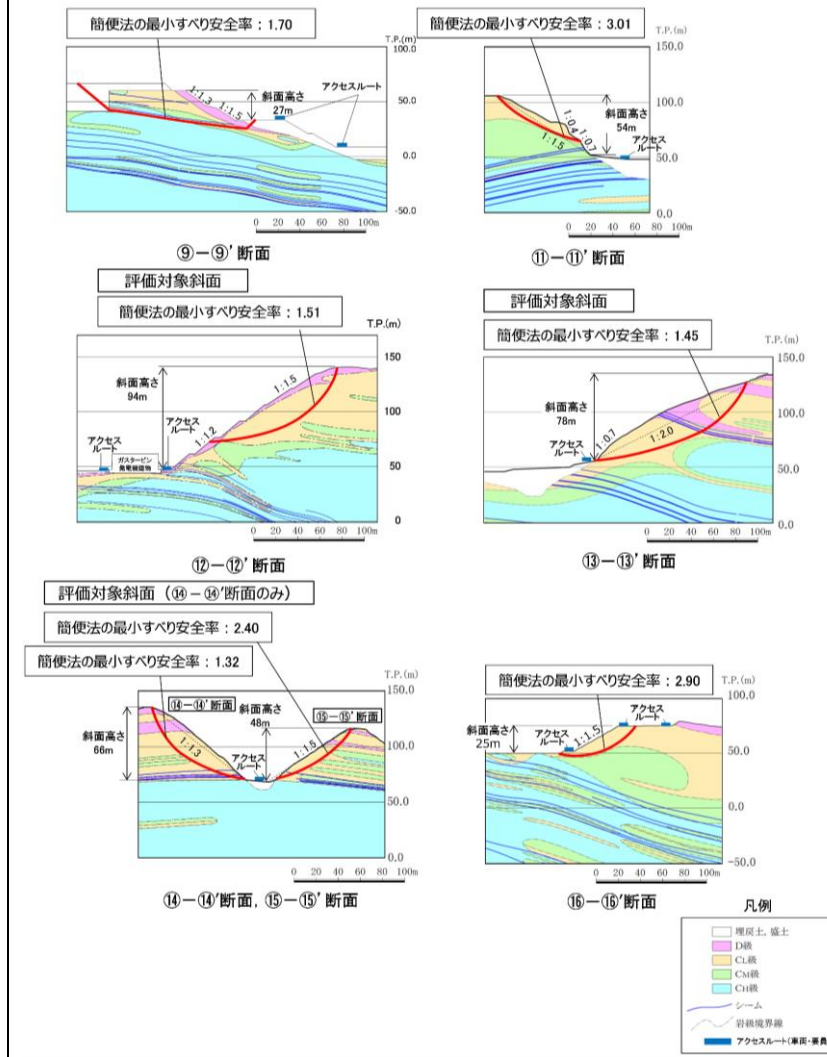 簡便法の最小すべり安全率：1.70
T.P.(m)
100.0
50.0
0.0
-50.0
1:1.3
1:1.5
斜面高さ
27m
アクセスルート
0 20 40 60 80 100m
⑨－⑨’断面
簡便法の最小すべり安全率：3.01
T.P.(m)
150.0
100.0
50.0
0.0
1:0.4
1:0.7
1:1.5
斜面高さ
54m
アクセス
ルート
0 20 40 60 80 100m
⑪－⑪’断面
評価対象斜面
簡便法の最小すべり安全率：1.51
T.P.(m)
150
100
50
0
斜面高さ
94m
1:1.5
1:1.2
アクセス
ルート
アクセス
ルート
ガスタービン
発電機建物
0 20 40 60 80 100m
⑫－⑫’断面
評価対象斜面
簡便法の最小すべり安全率：1.45
T.P.(m)
150.0
100.0
50.0
0.0
斜面高さ
78m
アクセス
ルート
1:0.7
1:2.0
0 20 40 60 80 100m
⑬－⑬’断面
評価対象斜面（⑭－⑭’断面のみ）
簡便法の最小すべり安全率：2.40
簡便法の最小すべり安全率：1.32
T.P.(m)
150.0
100.0
50.0
0.0
⑭－⑭’断面
斜面高さ
48m
⑮－⑮’断面
斜面高さ
66m
1:1.3
アクセス
ルート
1:1.5
0 20 40 60 80 100m
⑭－⑭’断面，⑮－⑮’断面
簡便法の最小すべり安全率：2.90
T.P.(m)
100.0
50.0
0.0
-50.0
斜面高さ
25m
アクセス
ルート
アクセス
ルート
1:1.5
0 20 40 60 80 100m
⑯－⑯’断面
凡例
埋戻土，盛土
D級
CL級
CM級
CH級
シーム
岩級境界線
アクセスルート(車両・要員